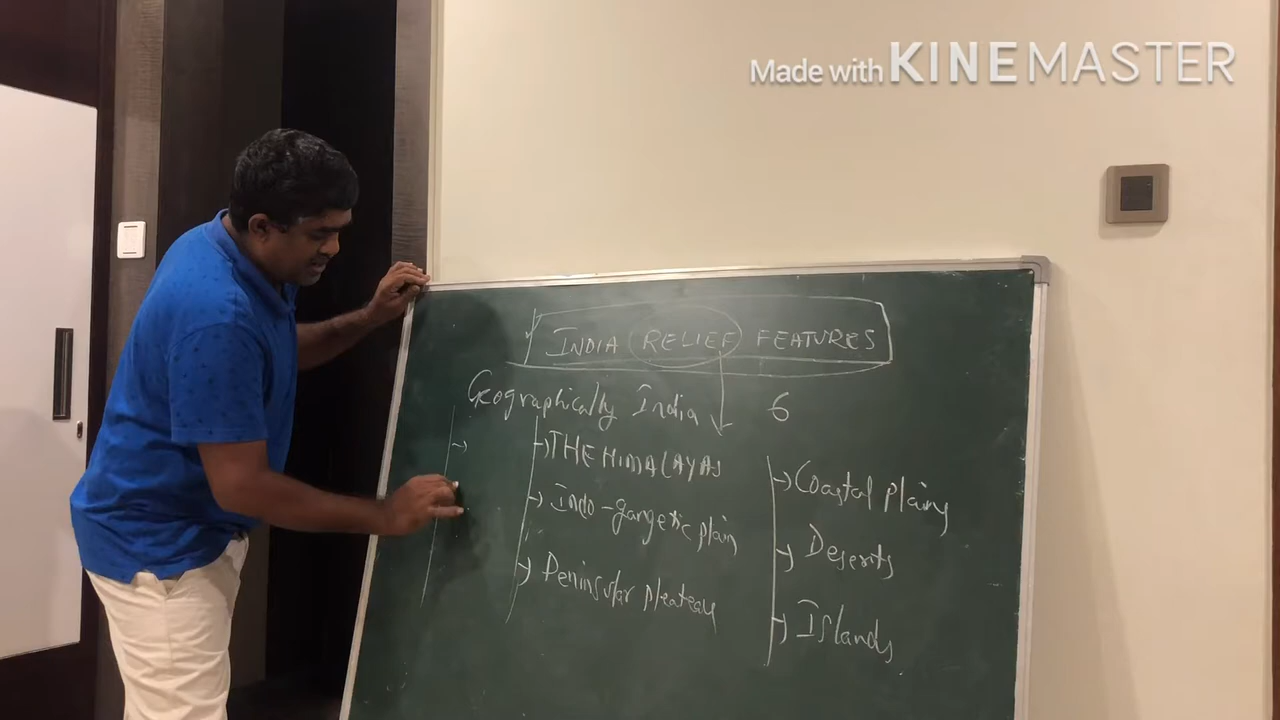 Made with KINEMASTER
INDIA RELIEF FEATURES
Geographically India 6
THE HIMALAYAS
Indo-gangetic plain
Peninsular pleateau
Coastal plains
Deserts
Islands